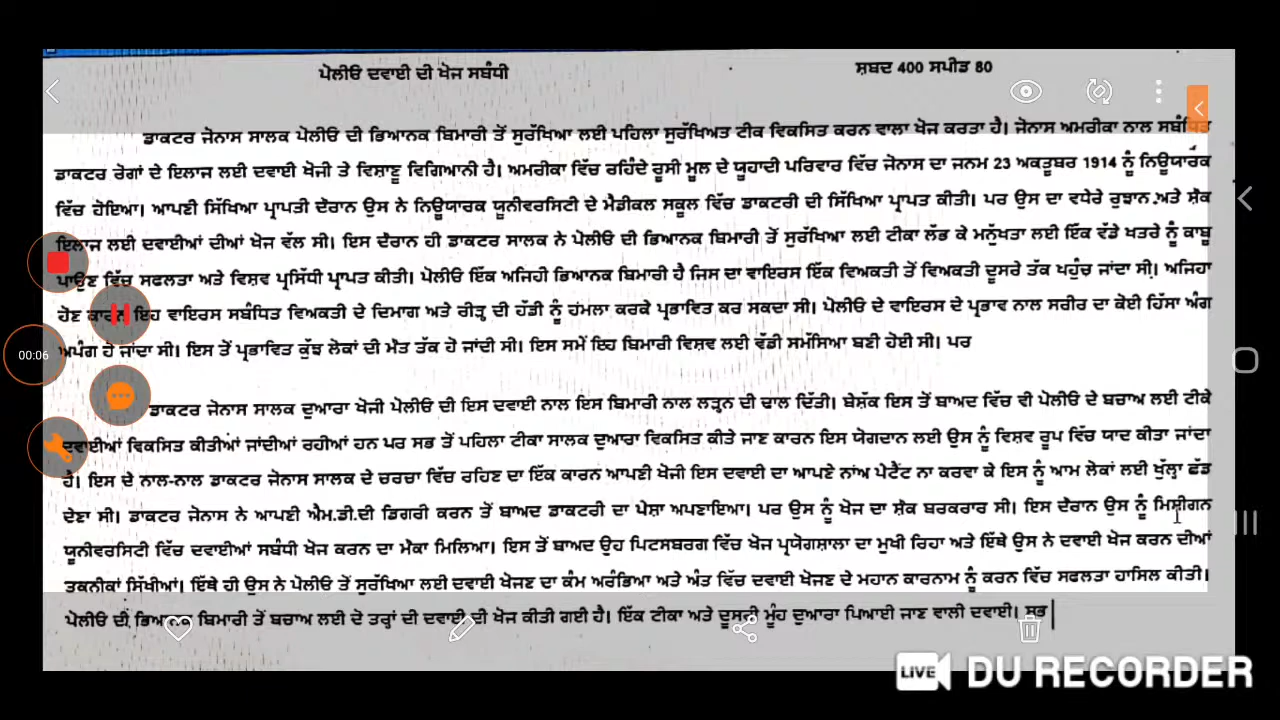 ਪੋਲੀਓ ਦਵਾਈ ਦੀ ਖੋਜ ਸਬੰਧੀ
ਸ਼ਬਦ 400 ਸਪੀਡ 80
ਡਾਕਟਰ ਜੋਨਾਸ ਸਾਲਕ ਪੋਲੀਓ ਦੀ ਭਿਆਨਕ ਬਿਮਾਰੀ ਤੋਂ ਸੁਰੱਖਿਆ ਲਈ ਪਹਿਲਾ ਸੁਰੱਖਿਅਤ ਟੀਕ ਵਿਕਸਿਤ ਕਰਨ ਵਾਲਾ ਖੋਜ ਕਰਤਾ ਹੈ। ਜੋਨਾਸ ਅਮਰੀਕਾ ਨਾਲ ਸਬੰਧਿਤ
ਡਾਕਟਰ ਰੋਗਾਂ ਦੇ ਇਲਾਜ ਲਈ ਦਵਾਈ ਖੋਜੀ ਤੇ ਵਿਸ਼ਾਣੂ ਵਿਗਿਆਨੀ ਹੈ। ਅਮਰੀਕਾ ਵਿੱਚ ਰਹਿੰਦੇ ਰੂਸੀ ਮੂਲ ਦੇ ਯੂਹਾਦੀ ਪਰਿਵਾਰ ਵਿੱਚ ਜੋਨਾਸ ਦਾ ਜਨਮ 23 ਅਕਤੂਬਰ 1914 ਨੂੰ ਨਿਊਯਾਰਕ
ਵਿੱਚ ਹੋਇਆ। ਆਪਣੀ ਸਿੱਖਿਆ ਪ੍ਰਾਪਤੀ ਦੌਰਾਨ ਉਸ ਨੇ ਨਿਊਯਾਰਕ ਯੂਨੀਵਰਸਿਟੀ ਦੇ ਮੈਡੀਕਲ ਸਕੂਲ ਵਿੱਚ ਡਾਕਟਰੀ ਦੀ ਸਿੱਖਿਆ ਪ੍ਰਾਪਤ ਕੀਤੀ। ਪਰ ਉਸ ਦਾ ਵਧੇਰੇ ਰੁਝਾਨ ਅਤੇ ਸ਼ੌਕ
ਇਲਾਜ ਲਈ ਦਵਾਈਆਂ ਦੀਆਂ ਖੋਜ ਵੱਲ ਸੀ। ਇਸ ਦੌਰਾਨ ਹੀ ਡਾਕਟਰ ਸਾਲਕ ਨੇ ਪੋਲੀਓ ਦੀ ਭਿਆਨਕ ਬਿਮਾਰੀ ਤੋਂ ਸੁਰੱਖਿਆ ਲਈ ਟੀਕਾ ਲੱਭ ਕੇ ਮਨੁੱਖਤਾ ਲਈ ਇੱਕ ਵੱਡੇ ਖਤਰੇ ਨੂੰ ਕਾਬੂ
ਪਾਉਣ ਵਿੱਚ ਸਫਲਤਾ ਅਤੇ ਵਿਸ਼ਵ ਪ੍ਰਸਿੱਧੀ ਪ੍ਰਾਪਤ ਕੀਤੀ। ਪੋਲੀਓ ਇੱਕ ਅਜਿਹੀ ਭਿਆਨਕ ਬਿਮਾਰੀ ਹੈ ਜਿਸ ਦਾ ਵਾਇਰਸ ਇੱਕ ਵਿਅਕਤੀ ਤੋਂ ਵਿਅਕਤੀ ਦੂਸਰੇ ਤੱਕ ਪਹੁੰਚ ਜਾਂਦਾ ਸੀ। ਅਜਿਹਾ
ਹੋਣ ਕਾਰਨ ਇਹ ਵਾਇਰਸ ਸਬੰਧਿਤ ਵਿਅਕਤੀ ਦੇ ਦਿਮਾਗ ਅਤੇ ਰੀੜ੍ਹ ਦੀ ਹੱਡੀ ਨੂੰ ਹੱਮਲਾ ਕਰਕੇ ਪ੍ਰਭਾਵਿਤ ਕਰ ਸਕਦਾ ਸੀ। ਪੋਲੀਓ ਦੇ ਵਾਇਰਸ ਦੇ ਪ੍ਰਭਾਵ ਨਾਲ ਸਰੀਰ ਦਾ ਕੋਈ ਹਿੱਸਾ ਅੰਗ
00:06
ਅਪੰਗ ਹੋ ਜਾਂਦਾ ਸੀ। ਇਸ ਤੋਂ ਪ੍ਰਭਾਵਿਤ ਕੁੱਝ ਲੋਕਾਂ ਦੀ ਮੌਤ ਤੱਕ ਹੋ ਜਾਂਦੀ ਸੀ। ਇਸ ਸਮੇਂ ਇਹ ਬਿਮਾਰੀ ਵਿਸ਼ਵ ਲਈ ਵੱਡੀ ਸਮੱਸਿਆ ਬਣੀ ਹੋਈ ਸੀ। ਪਰ
ਡਾਕਟਰ ਜੋਨਾਸ ਸਾਲਕ ਦੁਆਰਾ ਖੋਜੀ ਪੋਲੀਓ ਦੀ ਇਸ ਦਵਾਈ ਨਾਲ ਇਸ ਬਿਮਾਰੀ ਨਾਲ ਲੜ੍ਹਨ ਦੀ ਢਾਲ ਦਿੱਤੀ। ਬੇਸ਼ੱਕ ਇਸ ਤੋਂ ਬਾਅਦ ਵਿੱਚ ਵੀ ਪੋਲੀਓ ਦੇ ਬਚਾਅ ਲਈ ਟੀਕੇ
ਦਵਾਈਆਂ ਵਿਕਸਿਤ ਕੀਤੀਆਂ ਜਾਂਦੀਆਂ ਰਹੀਆਂ ਹਨ ਪਰ ਸਭ ਤੋਂ ਪਹਿਲਾ ਟੀਕਾ ਸਾਲਕ ਦੁਆਰਾ ਵਿਕਸਿਤ ਕੀਤੇ ਜਾਣ ਕਾਰਨ ਇਸ ਯੋਗਦਾਨ ਲਈ ਉਸ ਨੂੰ ਵਿਸ਼ਵ ਰੂਪ ਵਿੱਚ ਯਾਦ ਕੀਤਾ ਜਾਂਦਾ
ਹੈ। ਇਸ ਦੇ ਨਾਲ-ਨਾਲ ਡਾਕਟਰ ਜੋਨਾਸ ਸਾਲਕ ਦੇ ਚਰਚਾ ਵਿੱਚ ਰਹਿਣ ਦਾ ਇੱਕ ਕਾਰਨ ਆਪਣੀ ਖੋਜੀ ਇਸ ਦਵਾਈ ਦਾ ਆਪਣੇ ਨਾਂਅ ਪੇਟੈਂਟ ਨਾ ਕਰਵਾ ਕੇ ਇਸ ਨੂੰ ਆਮ ਲੋਕਾਂ ਲਈ ਖੁੱਲ੍ਹਾ ਛੱਡ
ਦੇਣਾ ਸੀ। ਡਾਕਟਰ ਜੋਨਾਸ ਨੇ ਆਪਣੀ ਐਮ.ਡੀ.ਦੀ ਡਿਗਰੀ ਕਰਨ ਤੋਂ ਬਾਅਦ ਡਾਕਟਰੀ ਦਾ ਪੇਸ਼ਾ ਅਪਣਾਇਆ। ਪਰ ਉਸ ਨੂੰ ਖੋਜ ਦਾ ਸ਼ੌਕ ਬਰਕਰਾਰ ਸੀ। ਇਸ ਦੌਰਾਨ ਉਸ ਨੂੰ ਮਿਸ਼ੀਗਨ
ਯੂਨੀਵਰਸਿਟੀ ਵਿੱਚ ਦਵਾਈਆਂ ਸਬੰਧੀ ਖੋਜ ਕਰਨ ਦਾ ਮੌਕਾ ਮਿਲਿਆ। ਇਸ ਤੋਂ ਬਾਅਦ ਉਹ ਪਿਟਸਬਰਗ ਵਿੱਚ ਖੋਜ ਪ੍ਰਯੋਗਸ਼ਾਲਾ ਦਾ ਮੁਖੀ ਰਿਹਾ ਅਤੇ ਇੱਥੇ ਉਸ ਨੇ ਦਵਾਈ ਖੋਜ ਕਰਨ ਦੀਆਂ
ਤਕਨੀਕਾਂ ਸਿੱਖੀਆਂ। ਇੱਥੇ ਹੀ ਉਸ ਨੇ ਪੋਲੀਓ ਤੋਂ ਸੁਰੱਖਿਆ ਲਈ ਦਵਾਈ ਖੋਜਣ ਦਾ ਕੰਮ ਅਰੰਭਿਆ ਅਤੇ ਅੰਤ ਵਿੱਚ ਦਵਾਈ ਖੋਜਣ ਦੇ ਮਹਾਨ ਕਾਰਨਾਮ ਨੂੰ ਕਰਨ ਵਿੱਚ ਸਫਲਤਾ ਹਾਸਿਲ ਕੀਤੀ।
ਪੋਲੀਓ ਦੀ ਭਿਆਨਕ ਬਿਮਾਰੀ ਤੋਂ ਬਚਾਅ ਲਈ ਦੋ ਤਰ੍ਹਾਂ ਦੀ ਦਵਾਈ ਦੀ ਖੋਜ ਕੀਤੀ ਗਈ ਹੈ। ਇੱਕ ਟੀਕਾ ਅਤੇ ਦੂਸਰੀ ਮੂੰਹ ਦੁਆਰਾ ਪਿਆਈ ਜਾਣ ਵਾਲੀ ਦਵਾਈ। ਸਭ
LIVE DU RECORDER